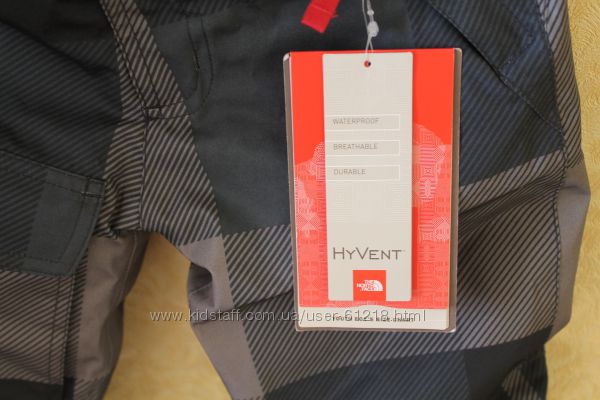 WATERPROOF
BREATHABLE
DURABLE
HYVENT
THE
NORTH
FACE
www.kidstaff.com.ua/user-61218.html